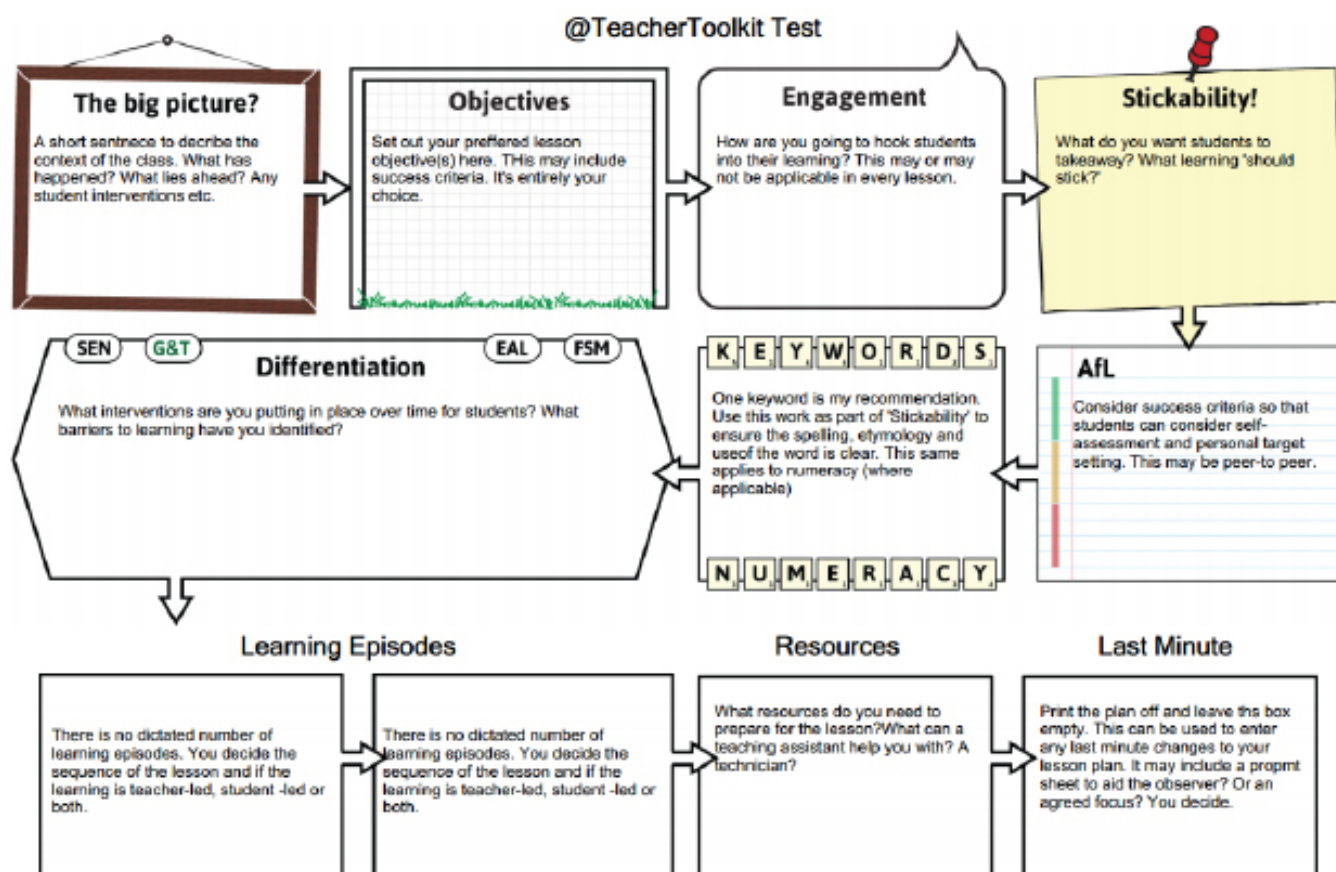 @TeacherToolkit Test
The big picture?
A short sentnece to decribe the
context of the class. What has
happened? What lies ahead? Any
student interventions etc.
Objectives
Set out your preffered lesson
objective(s) here. THis may include
success criteria. It's entirely your
choice.
Engagement
How are you going to hook students
into their learning? This may or may
not be applicable in every lesson.
Stickability!
What do you want students to
takeaway? What learning 'should
stick?'
SEN G&T EAL FSM
Differentiation
What interventions are you putting in place over time for students? What
barriers to learning have you identified?
KEYWORDS
One keyword is my recommendation.
Use this work as part of 'Stickability' to
ensure the spelling, etymology and
useof the word is clear. This same
applies to numeracy (where
applicable)
NUMERACY
AfL
Consider success criteria so that
students can consider self-
assessment and personal target
setting. This may be peer-to peer.
Learning Episodes
There is no dictated number of
learning episodes. You decide the
sequence of the lesson and if the
learning is teacher-led, student -led or
both.
There is no dictated number of
learning episodes. You decide the
sequence of the lesson and if the
learning is teacher-led, student -led or
both.
Resources
What resources do you need to
prepare for the lesson?What can a
teaching assistant help you with? A
technician?
Last Minute
Print the plan off and leave ths box
empty. This can be used to enter
any last minute changes to your
lesson plan. It may include a propmt
sheet to aid the observer? Or an
agreed focus? You decide.